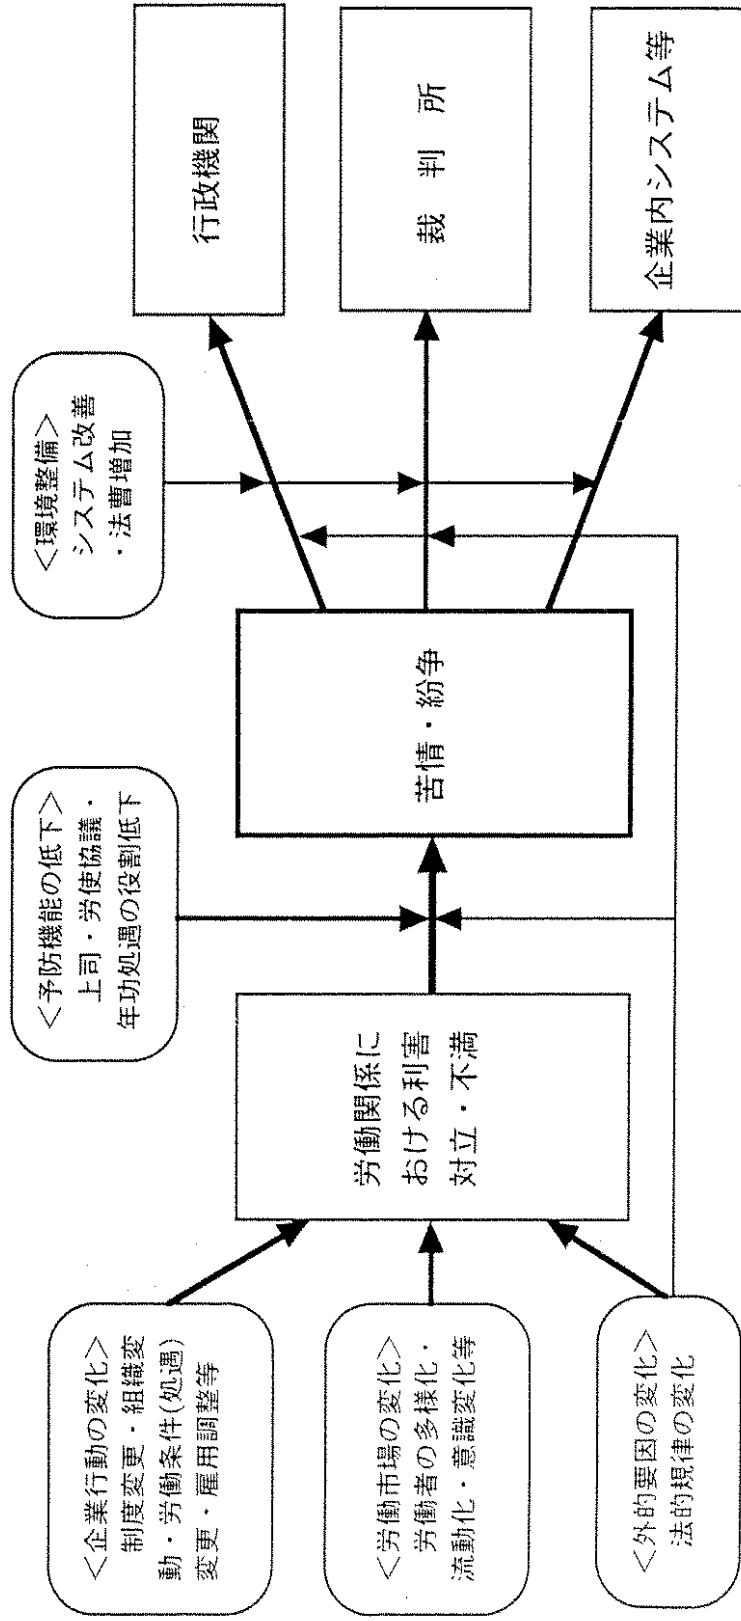 ＜企業行動の変化＞
制度変更・組織変
動・労働条件(処遇)
変更・雇用調整等
＜労働市場の変化＞
労働者の多様化・
流動化・意識変化等
＜外的要因の変化＞
法的規律の変化
労働関係に
おける利害
対立・不満
＜予防機能の低下＞
上司・労使協議・
年功処遇の役割低下
苦情・紛争
＜環境整備＞
システム改善
・法曹増加
行政機関
裁判所
企業内システム等